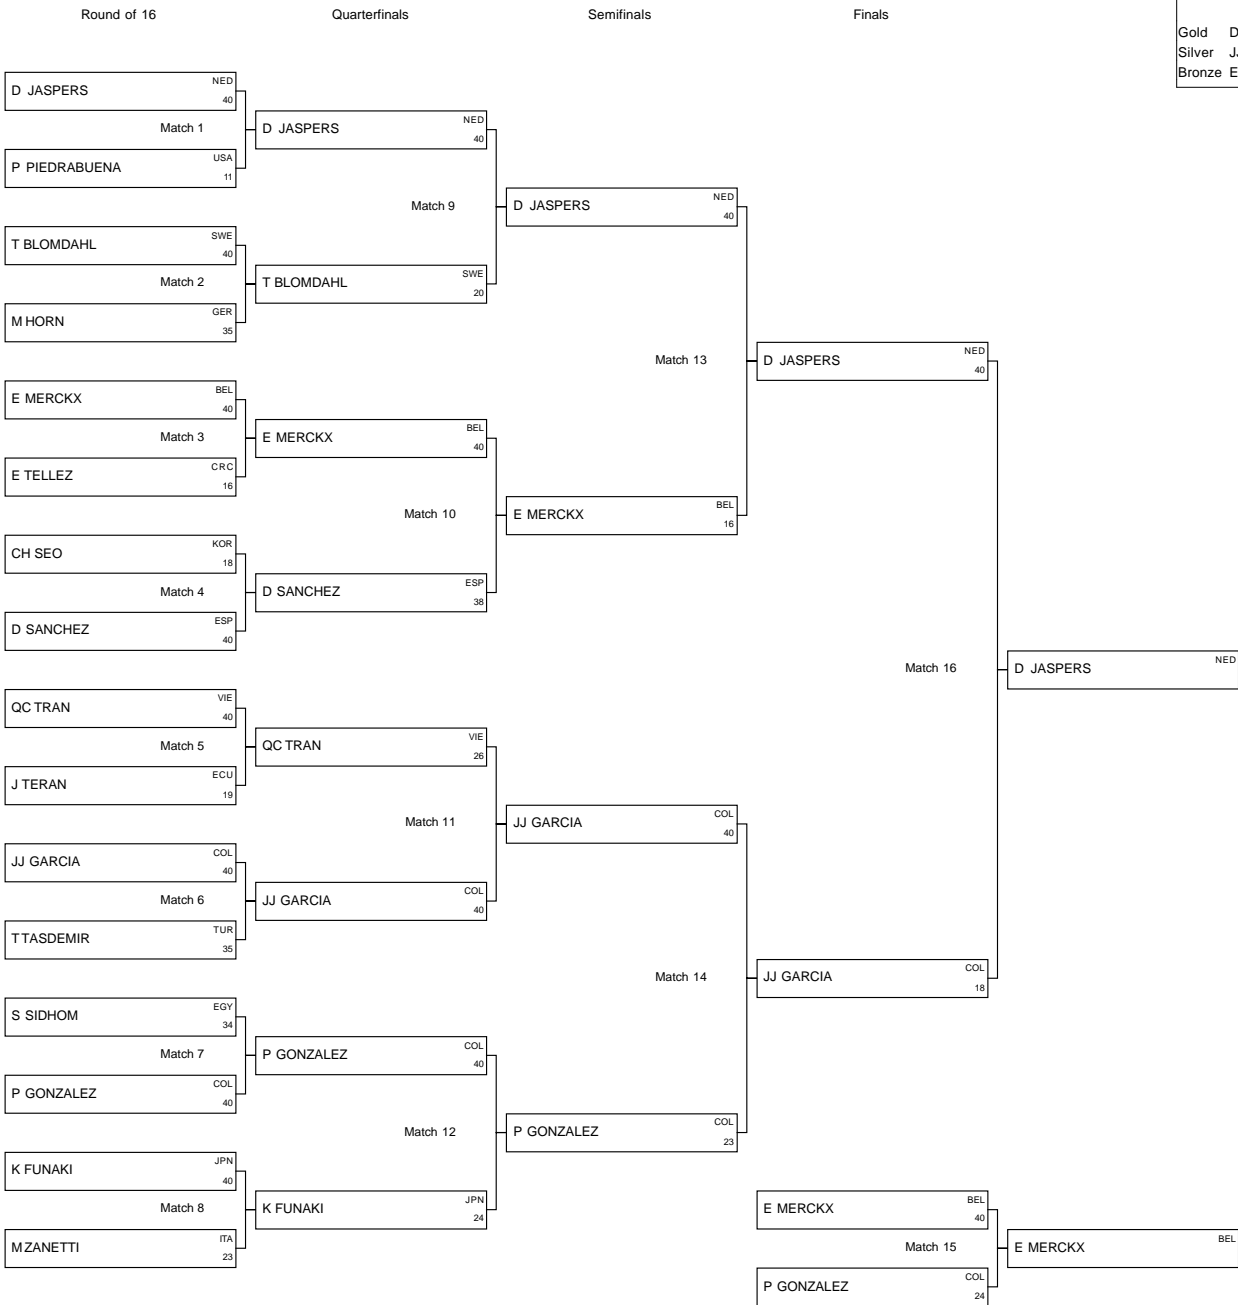 Round of 16 Quarterfinals Semifinals Finals
Gold D
Silver JJ
Bronze E
D JASPERS NED 40
Match 1
P PIEDRABUENA USA 11
T BLOMDAHL SWE 40
Match 2
M HORN GER 35
E MERCKX BEL 40
Match 3
E TELLEZ CRC 16
CH SEO KOR 18
Match 4
D SANCHEZ ESP 40
QC TRAN VIE 40
Match 5
J TERAN ECU 19
JJ GARCIA COL 40
Match 6
T TASDEMIR TUR 35
S SIDHOM EGY 34
Match 7
P GONZALEZ COL 40
K FUNAKI JPN 40
Match 8
M ZANETTI ITA 23
D JASPERS NED 40
Match 9
T BLOMDAHL SWE 20
E MERCKX BEL 40
Match 10
D SANCHEZ ESP 38
QC TRAN VIE 26
Match 11
JJ GARCIA COL 40
P GONZALEZ COL 40
Match 12
K FUNAKI JPN 24
D JASPERS NED 40
Match 13
E MERCKX BEL 16
JJ GARCIA COL 40
Match 14
P GONZALEZ COL 23
D JASPERS NED 40
Match 16
JJ GARCIA COL 18
D JASPERS NED
E MERCKX BEL 40
Match 15
P GONZALEZ COL 24
E MERCKX BEL